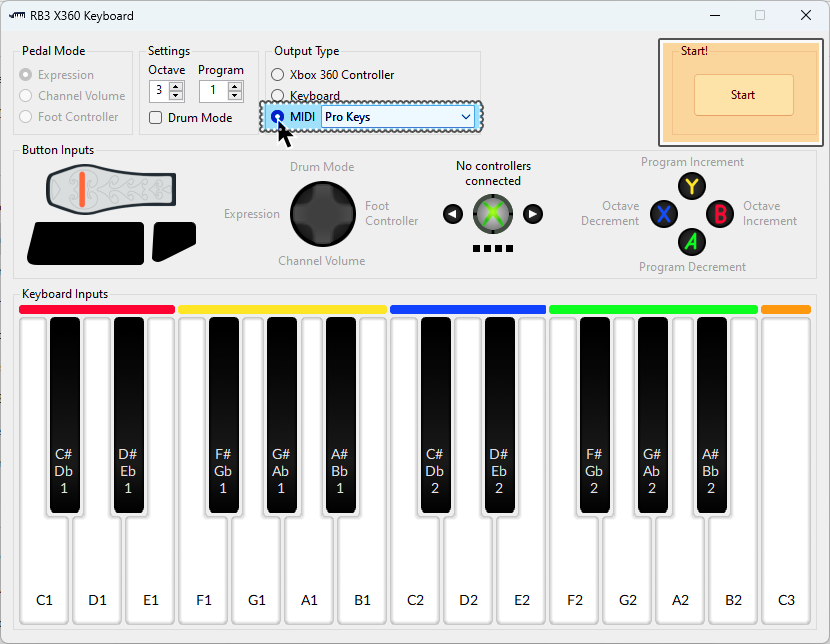 RB3 X360 Keyboard
Pedal Mode
Expression
Channel Volume
Foot Controller
Settings
Octave Program
3 1
Drum Mode
Output Type
Xbox 360 Controller
Keyboard
MIDI Pro Keys
Start!
Start
Button Inputs
Drum Mode
Expression
Foot
Controller
Channel Volume
No controllers
connected
Program Increment
Y
Octave
Decrement
X B
Octave
Increment
A
Program Decrement
Keyboard Inputs
C#
Db
1
D#
Eb
1
F#
Gb
1
G#
Ab
1
A#
Bb
1
C#
Db
2
D#
Eb
2
F#
Gb
2
G#
Ab
2
A#
Bb
2
C1 D1 E1 F1 G1 A1 B1 C2 D2 E2 F2 G2 A2 B2 C3